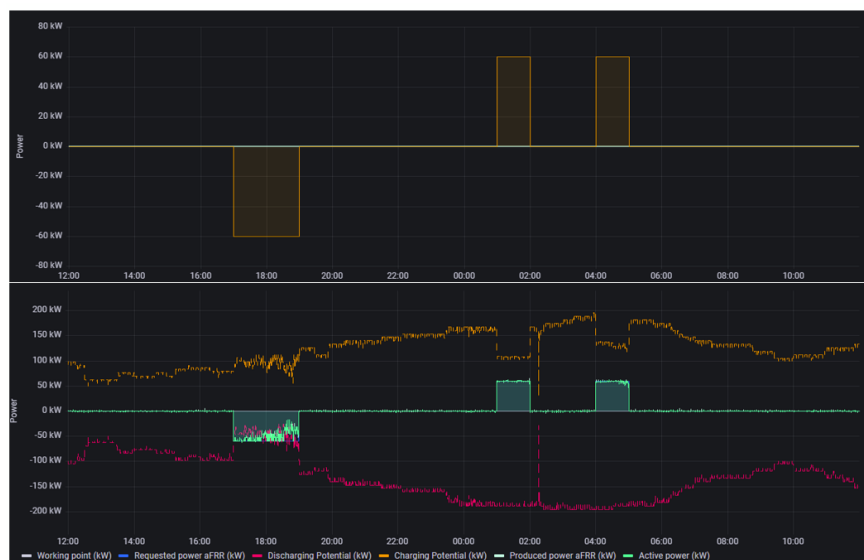 80 kW
60 kW
40 kW
20 kW
0 kW
-20 kW
-40 kW
-60 kW
-80 kW
Power
12:00 14:00 16:00 18:00 20:00 22:00 00:00 02:00 04:00 06:00 08:00 10:00
200 kW
150 kW
100 kW
50 kW
0 kW
-50 kW
-100 kW
-150 kW
-200 kW
Power
12:00 14:00 16:00 18:00 20:00 22:00 00:00 02:00 04:00 06:00 08:00 10:00
Working point (kW) Requested power aFRR (kW) Discharging Potential (kW) Charging Potential (kW) Produced power aFRR (kW) Active power (kW)